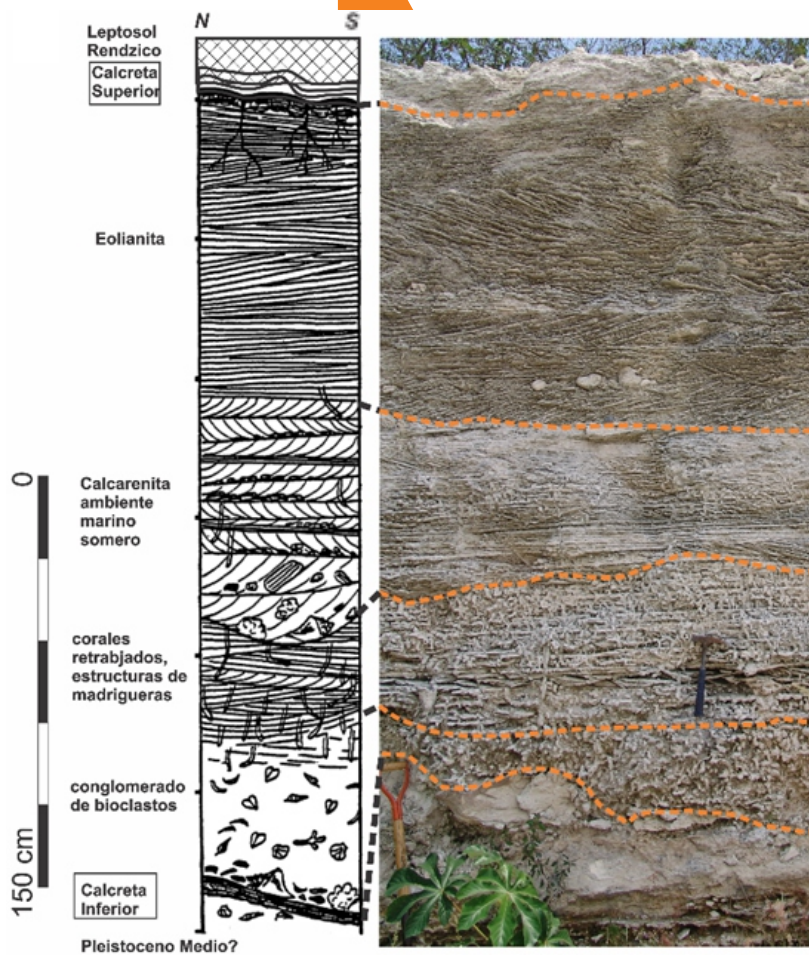 N
S
Leptosol
Rendzico
Calcreta
Superior
Eolianita
0
Calcarenita
ambiente
marino
somero
corales
retrabjados,
estructuras de
madrigueras
conglomerado
de bioclastos
150 cm
Calcreta
Inferior
Pleistoceno Medio?